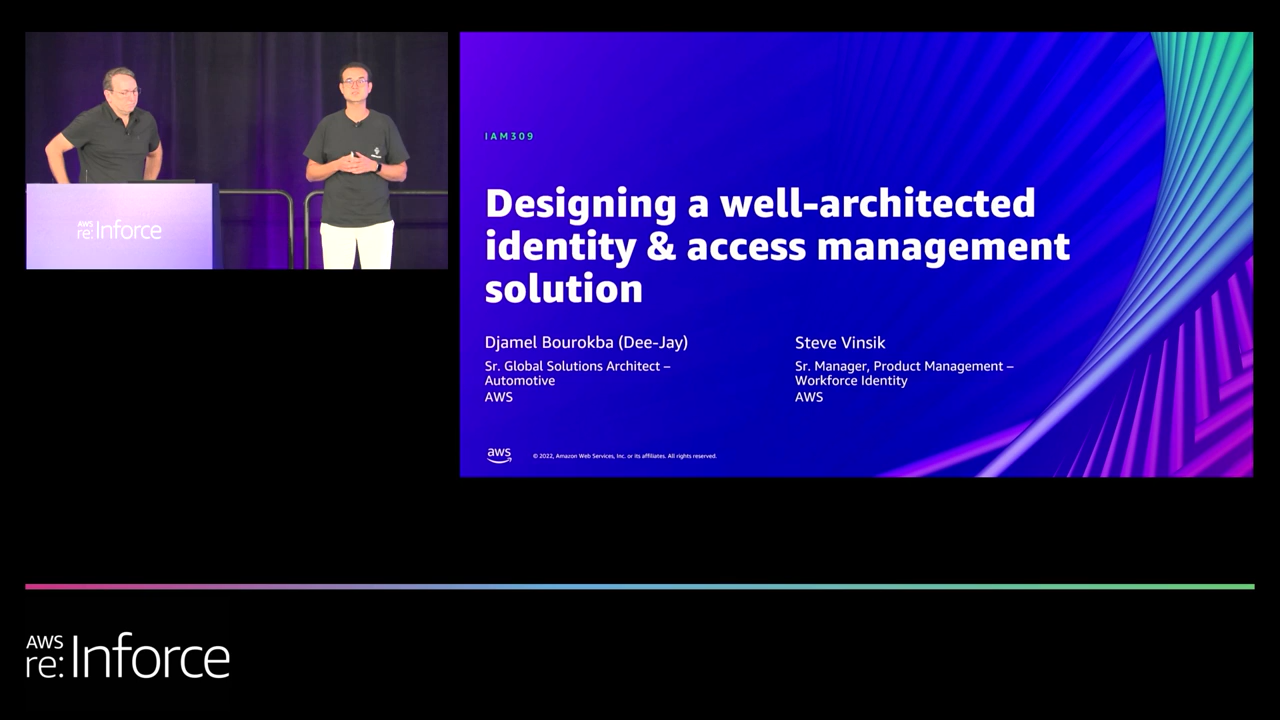 AWS
re:Inforce
IAM309
Designing a well-architected
identity & access management
solution
Djamel Bourokba (Dee-Jay)
Sr. Global Solutions Architect –
Automotive
AWS
Steve Vinsik
Sr. Manager, Product Management –
Workforce Identity
AWS
aws
© 2022, Amazon Web Services, Inc. or its affiliates. All rights reserved.
AWS
re:Inforce